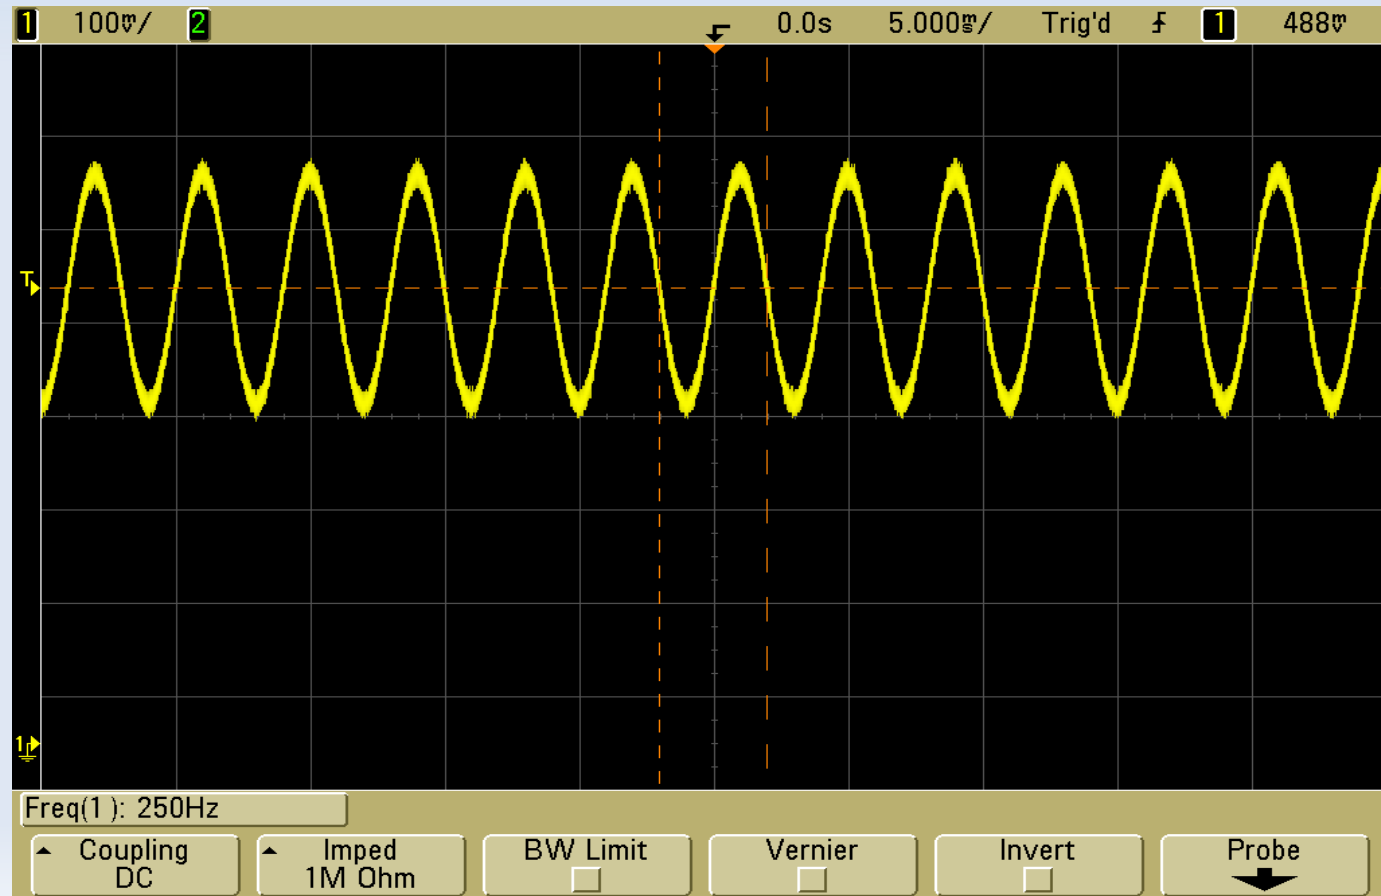 1 100mV/ 2 0.0s 5.000ms/ Trig'd 1 488mV
T
1
Freq(1): 250Hz
Coupling Imped BW Limit Vernier Invert Probe
DC 1M Ohm